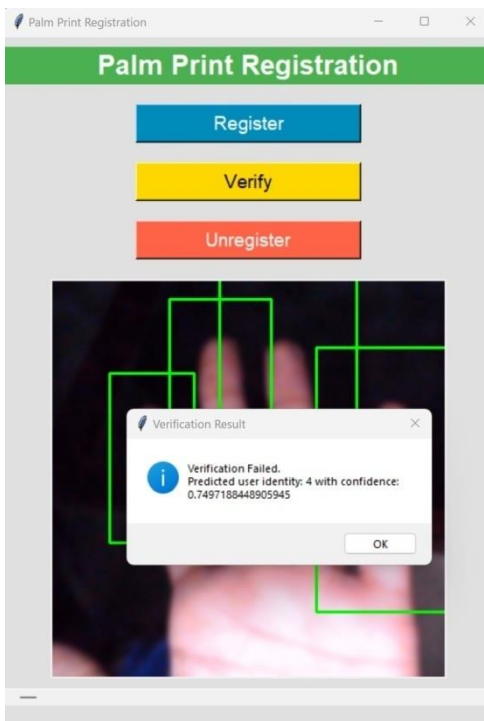 Palm Print Registration
Palm Print Registration
Register
Verify
Unregister
Verification Result
Verification Failed.
Predicted user identity: 4 with confidence:
0.7497188448905945
OK